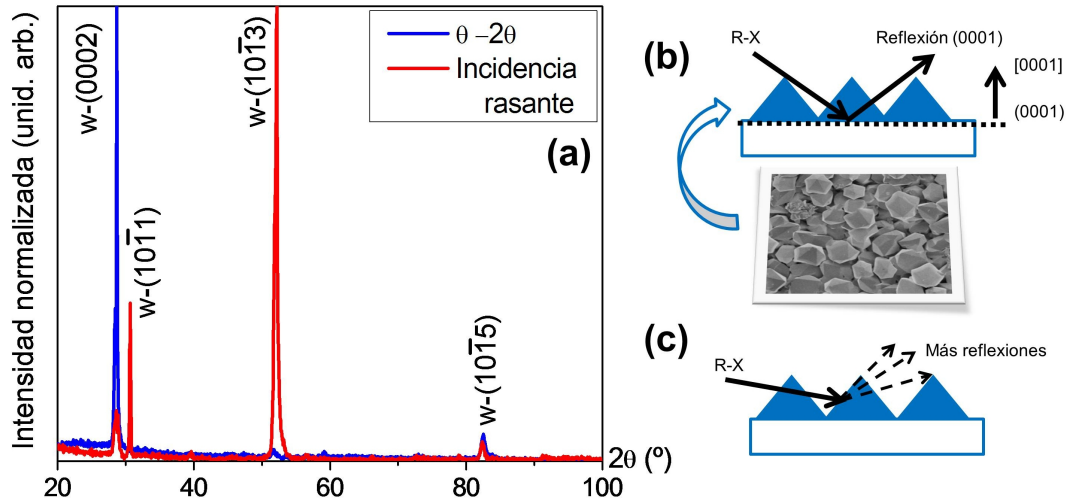 Intensidad normalizada (unid. arb.)
w-(0002)
w-(101̄1)
w-(101̄3)
w-(101̄5)
θ –2θ
Incidencia
rasante
(a)
20
40
60
80
100
2θ (º)
(b)
R-X
Reflexión (0001)
[0001]
(0001)
(c)
R-X
Más reflexiones